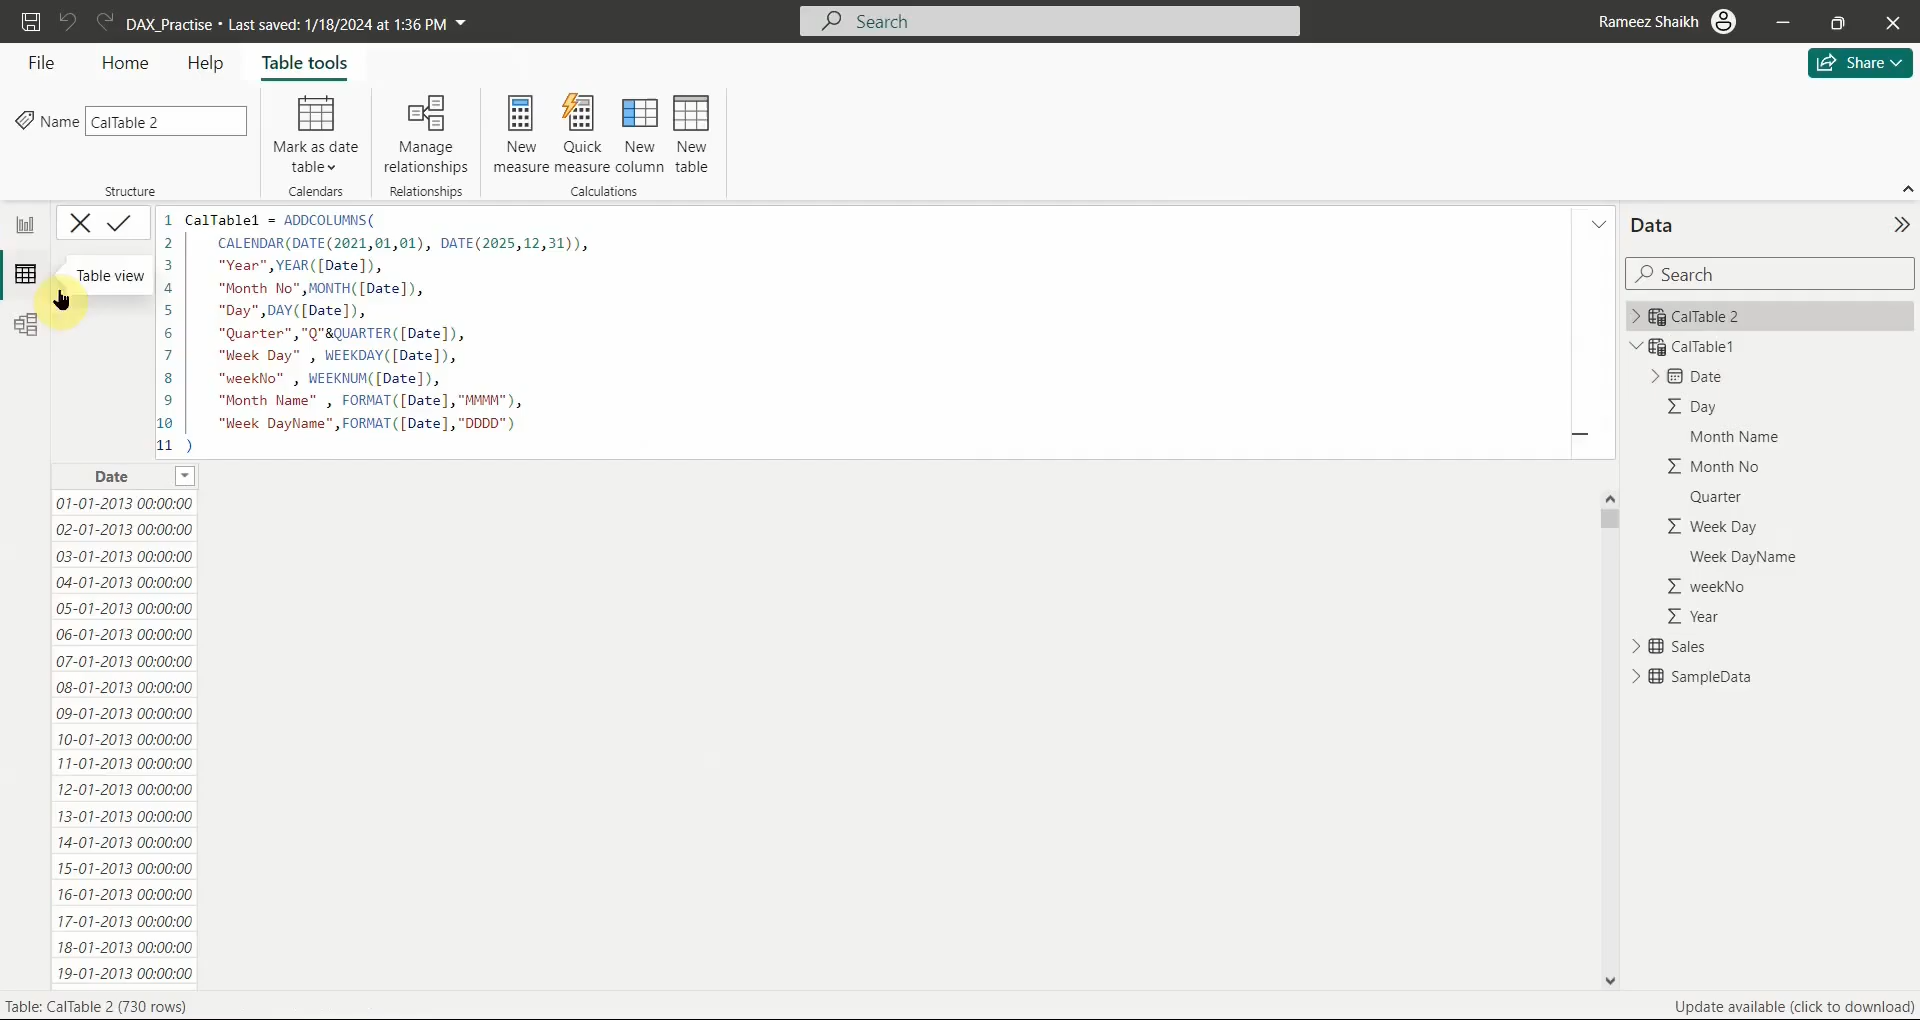 DAX_Practise • Last saved: 1/18/2024 at 1:36 PM
Search
Rameez Shaikh
File
Home
Help
Table tools
Share
Name
CalTable 2
Mark as date
table
Manage
relationships
New
measure
Quick
measure
New
column
New
table
Structure
Calendars
Relationships
Calculations
1 CalTable1 = ADDCOLUMNS(
2 CALENDAR(DATE(2021,01,01), DATE(2025,12,31)),
3 "Year",YEAR([Date]),
4 "Month No",MONTH([Date]),
5 "Day",DAY([Date]),
6 "Quarter","Q"&QUARTER([Date]),
7 "Week Day" , WEEKDAY([Date]),
8 "weekNo" , WEEKNUM([Date]),
9 "Month Name" , FORMAT([Date],"MMMM"),
10 "Week DayName",FORMAT([Date],"DDDD")
11 )
Table view
Date
01-01-2013 00:00:00
02-01-2013 00:00:00
03-01-2013 00:00:00
04-01-2013 00:00:00
05-01-2013 00:00:00
06-01-2013 00:00:00
07-01-2013 00:00:00
08-01-2013 00:00:00
09-01-2013 00:00:00
10-01-2013 00:00:00
11-01-2013 00:00:00
12-01-2013 00:00:00
13-01-2013 00:00:00
14-01-2013 00:00:00
15-01-2013 00:00:00
16-01-2013 00:00:00
17-01-2013 00:00:00
18-01-2013 00:00:00
19-01-2013 00:00:00
Data
Search
CalTable 2
CalTable1
Date
Day
Month Name
Month No
Quarter
Week Day
Week DayName
weekNo
Year
Sales
SampleData
Table: CalTable 2 (730 rows)
Update available (click to download)